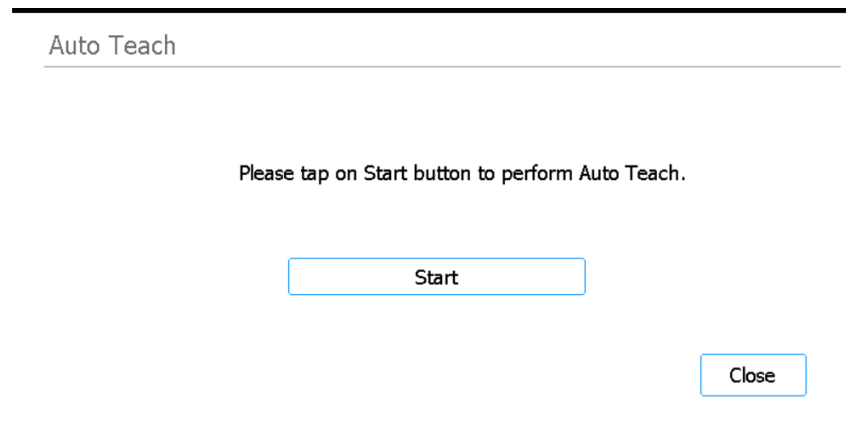 Auto Teach
Please tap on Start button to perform Auto Teach.
Start
Close